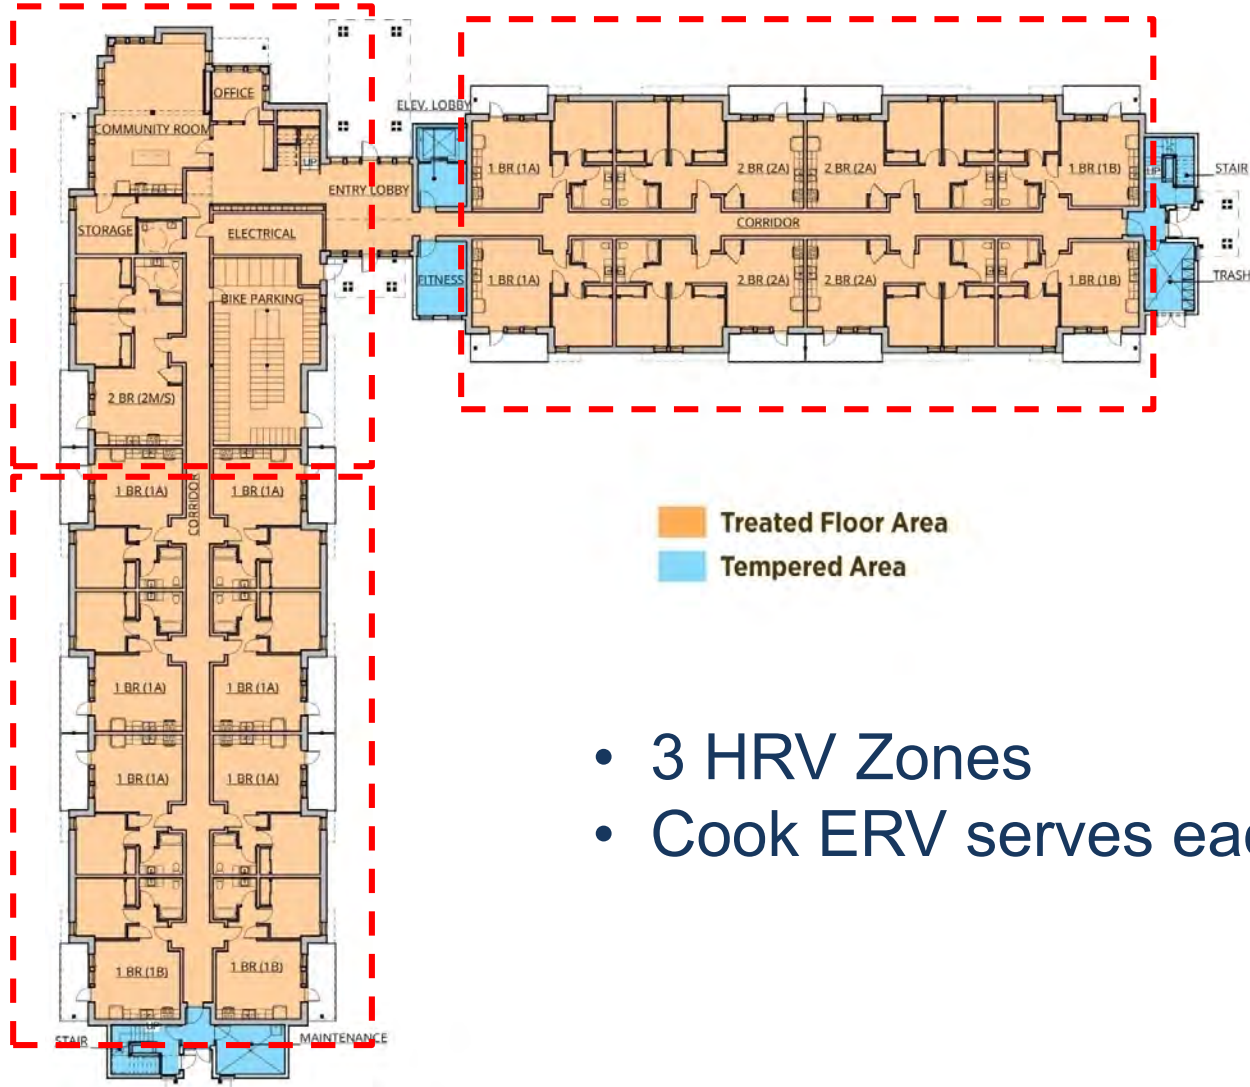 OFFICE
COMMUNITY ROOM
UP
ELEV. LOBBY
ENTRY LOBBY
STORAGE
ELECTRICAL
BIKE PARKING
FITNESS
2 BR (2M/S)
1 BR (1A)
2 BR (2A)
2 BR (2A)
1 BR (1B)
UP
STAIR
CORRIDOR
1 BR (1A)
2 BR (2A)
2 BR (2A)
1 BR (1B)
TRASH
1 BR (1A)
1 BR (1A)
CORRIDOR
1 BR (1A)
1 BR (1A)
1 BR (1A)
1 BR (1A)
1 BR (1B)
1 BR (1B)
UP
STAIR
MAINTENANCE
Treated Floor Area
Tempered Area
• 3 HRV Zones
• Cook ERV serves eac